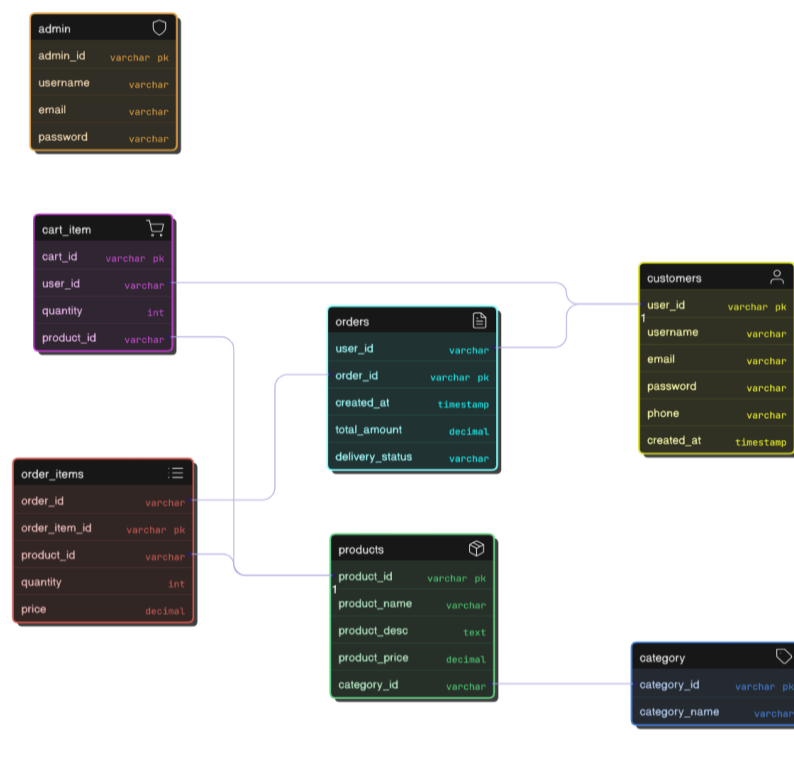 admin
admin_id varchar pk
username varchar
email varchar
password varchar
cart_item
cart_id varchar pk
user_id varchar
quantity int
product_id varchar
customers
user_id varchar pk
1
username varchar
email varchar
password varchar
phone varchar
created_at timestamp
orders
user_id varchar
order_id varchar pk
created_at timestamp
total_amount decimal
delivery_status varchar
order_items
order_id varchar
order_item_id varchar pk
product_id varchar
quantity int
price decimal
products
product_id varchar pk
1
product_name varchar
product_desc text
product_price decimal
category_id varchar
category
category_id varchar pk
category_name varchar